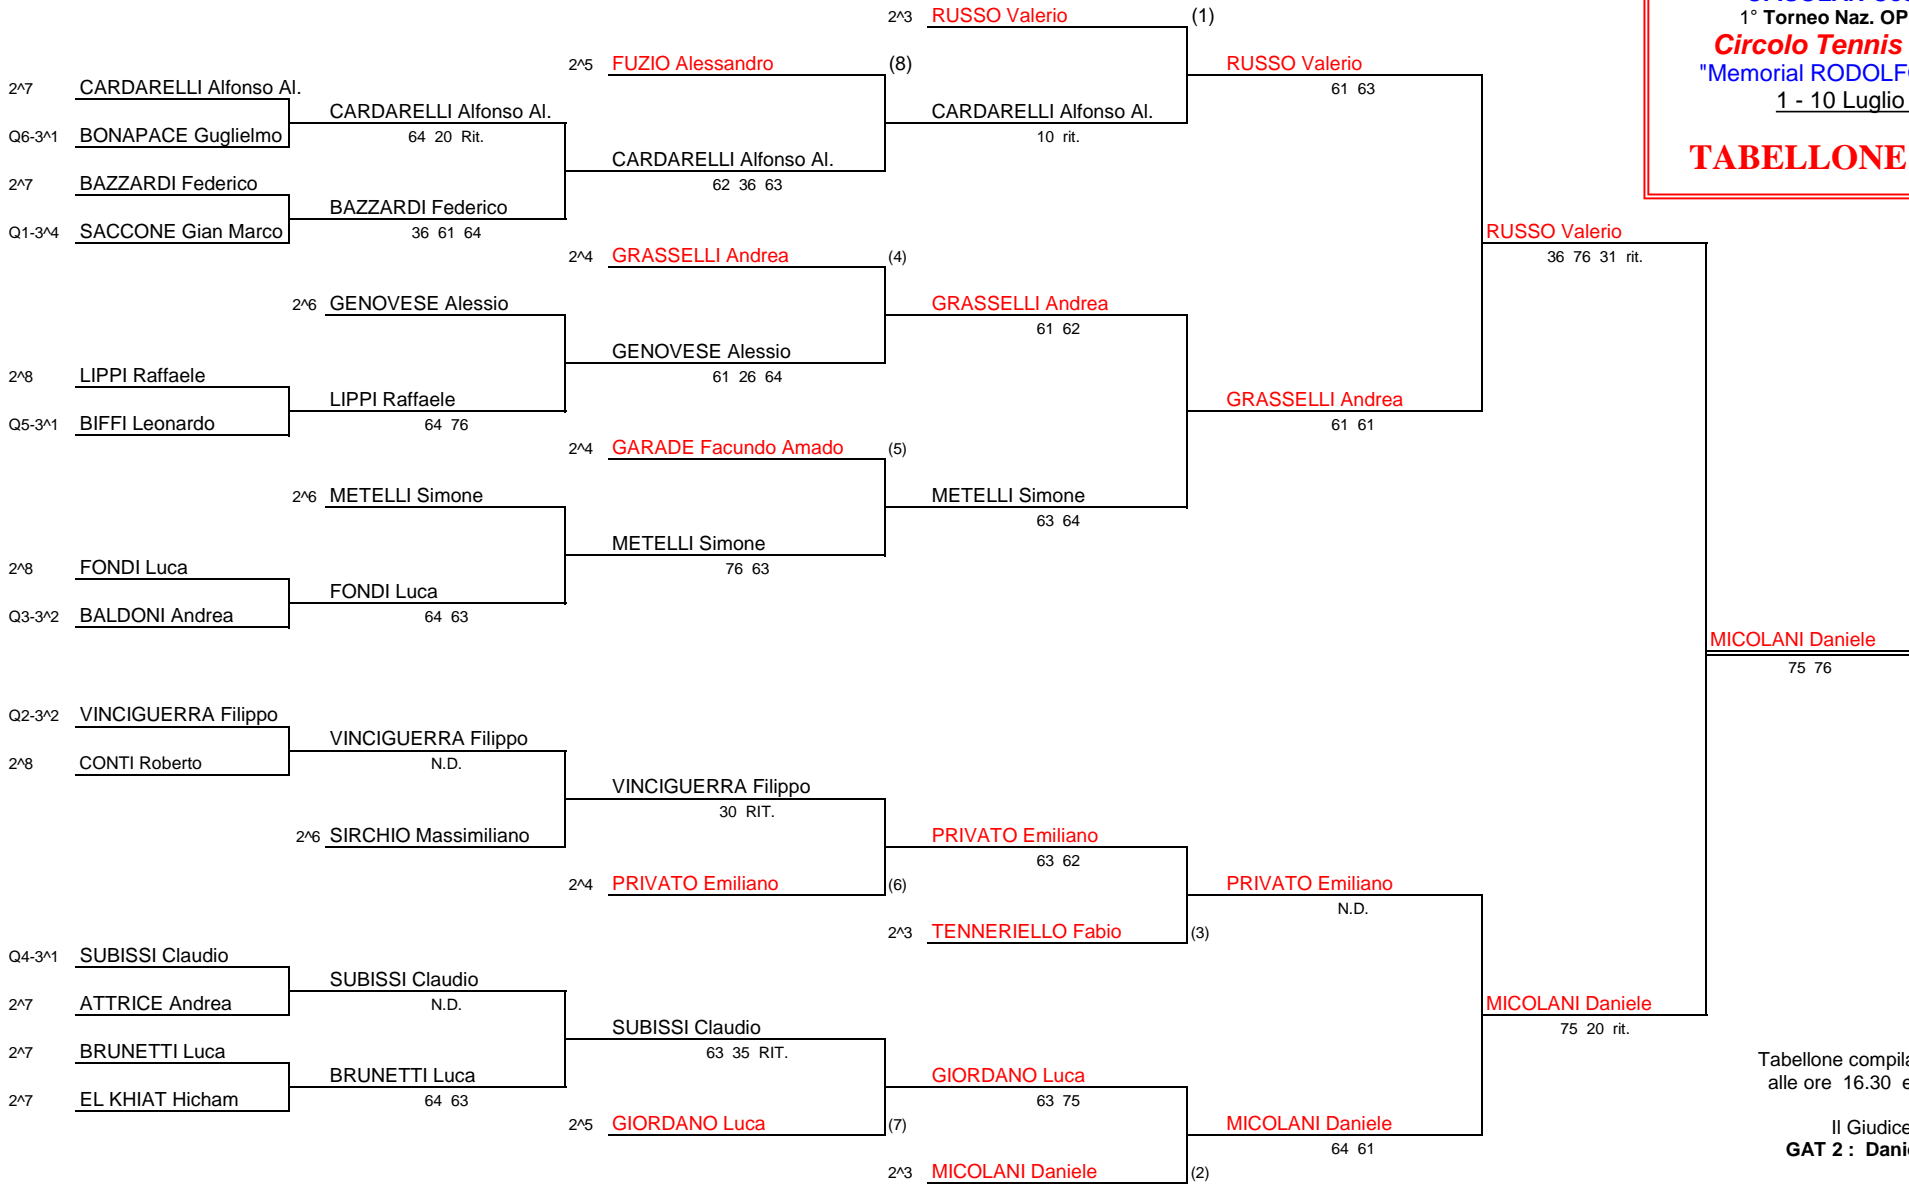 2^3 RUSSO Valerio (1)
1° Torneo Naz. OP
2^5 FUZIO Alessandro (8)
RUSSO Valerio
61 63
Circolo Tennis
"Memorial RODOLF
1 - 10 Luglio
TABELLONE
2^7 CARDARELLI Alfonso Al.
CARDARELLI Alfonso Al.
64 20 Rit.
CARDARELLI Alfonso Al.
10 rit.
Q6-3^1 BONAPACE Guglielmo
CARDARELLI Alfonso Al.
62 36 63
2^7 BAZZARDI Federico
BAZZARDI Federico
36 61 64
Q1-3^4 SACCONE Gian Marco
RUSSO Valerio
36 76 31 rit.
2^4 GRASSELLI Andrea (4)
2^6 GENOVESE Alessio
GRASSELLI Andrea
61 62
GENOVESE Alessio
61 26 64
2^8 LIPPI Raffaele
LIPPI Raffaele
64 76
GRASSELLI Andrea
61 61
Q5-3^1 BIFFI Leonardo
2^4 GARADE Facundo Amado (5)
2^6 METELLI Simone
METELLI Simone
63 64
METELLI Simone
76 63
2^8 FONDI Luca
FONDI Luca
64 63
Q3-3^2 BALDONI Andrea
MICOLANI Daniele
75 76
Q2-3^2 VINCIGUERRA Filippo
VINCIGUERRA Filippo
N.D.
2^8 CONTI Roberto
VINCIGUERRA Filippo
30 RIT.
2^6 SIRCHIO Massimiliano
PRIVATO Emiliano
63 62
2^4 PRIVATO Emiliano (6)
PRIVATO Emiliano
N.D.
2^3 TENNERIELLO Fabio (3)
Q4-3^1 SUBISSI Claudio
SUBISSI Claudio
N.D.
2^7 ATTRICE Andrea
MICOLANI Daniele
75 20 rit.
SUBISSI Claudio
63 35 RIT.
2^7 BRUNETTI Luca
BRUNETTI Luca
64 63
2^7 EL KHIAT Hicham
GIORDANO Luca
63 75
2^5 GIORDANO Luca (7)
MICOLANI Daniele
64 61
2^3 MICOLANI Daniele (2)
Tabellone compila
alle ore 16.30 e
Il Giudice
GAT 2 : Dani